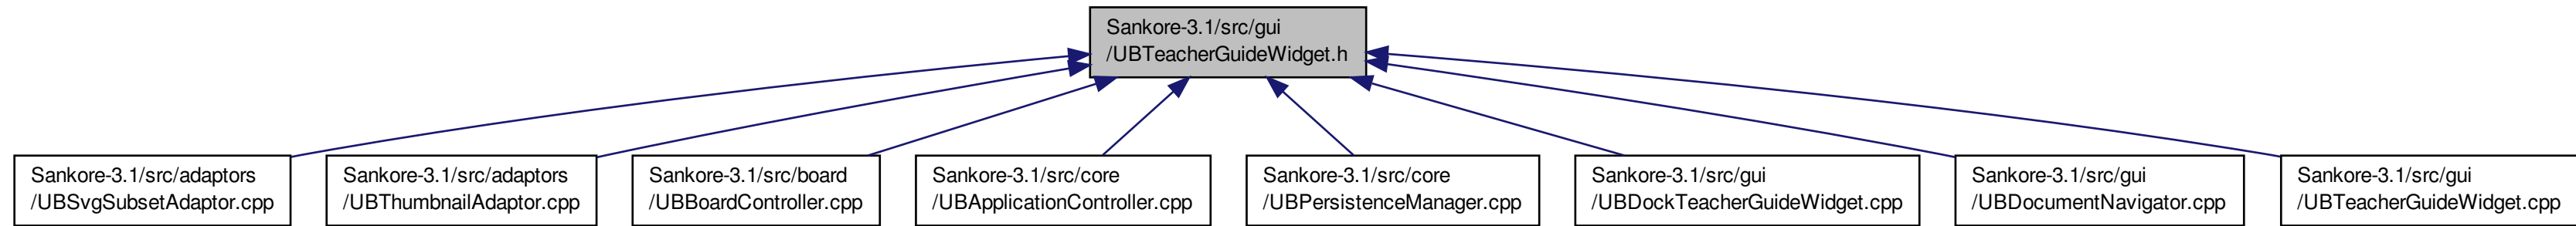 Sankore-3.1/src/gui
/UBTeacherGuideWidget.h
Sankore-3.1/src/adaptors
/UBSvgSubsetAdaptor.cpp
Sankore-3.1/src/adaptors
/UBThumbnailAdaptor.cpp
Sankore-3.1/src/board
/UBBoardController.cpp
Sankore-3.1/src/core
/UBApplicationController.cpp
Sankore-3.1/src/core
/UBPersistenceManager.cpp
Sankore-3.1/src/gui
/UBDockTeacherGuideWidget.cpp
Sankore-3.1/src/gui
/UBDocumentNavigator.cpp
Sankore-3.1/src/gui
/UBTeacherGuideWidget.cpp